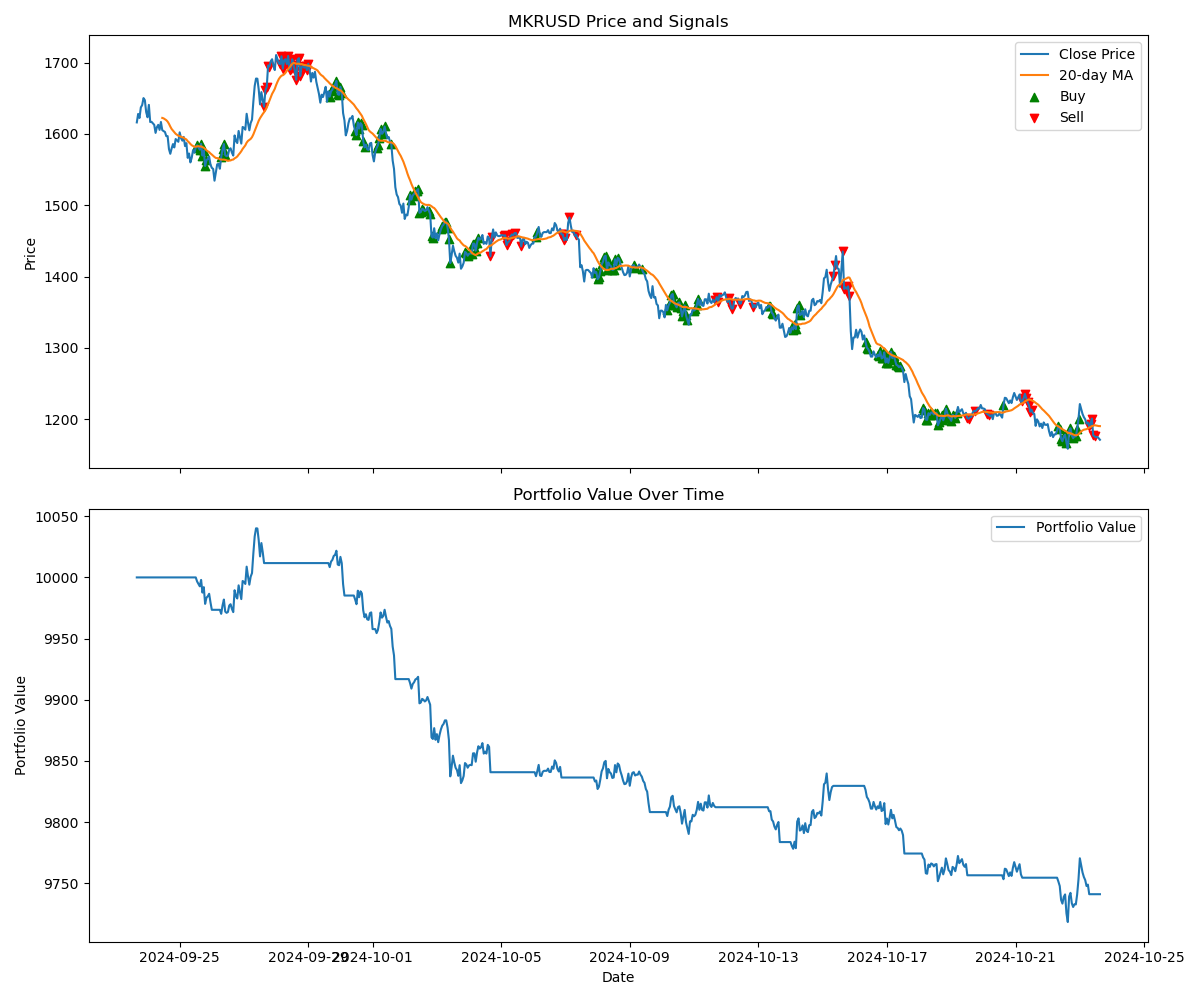 MKRUSD Price and Signals
1700
1600
1500
1400
1300
1200
Price
Close Price
20-day MA
Buy
Sell
Portfolio Value Over Time
10050
10000
9950
9900
9850
9800
9750
Portfolio Value
Portfolio Value
2024-09-25
2024-09-29
2024-10-01
2024-10-05
2024-10-09
2024-10-13
2024-10-17
2024-10-21
2024-10-25
Date